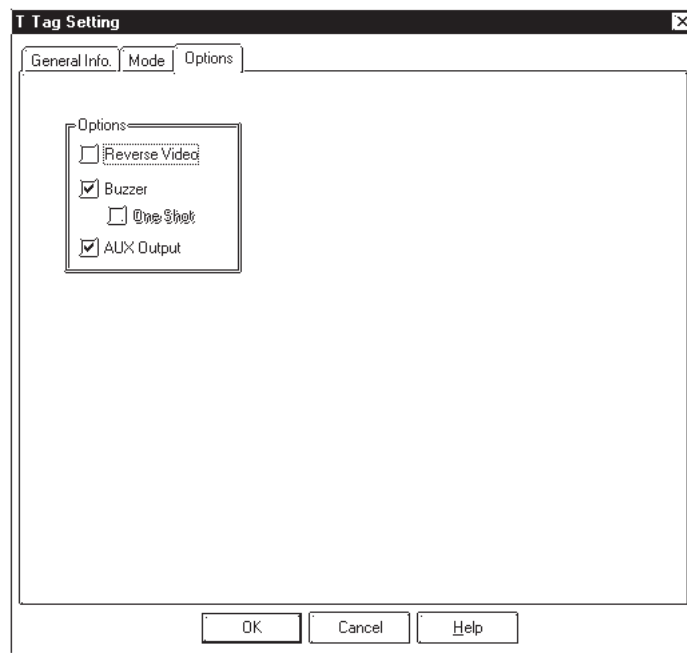 T Tag Setting
General Info. Mode Options
Options
Reverse Video
Buzzer
One Shot
AUX Output
OK Cancel Help